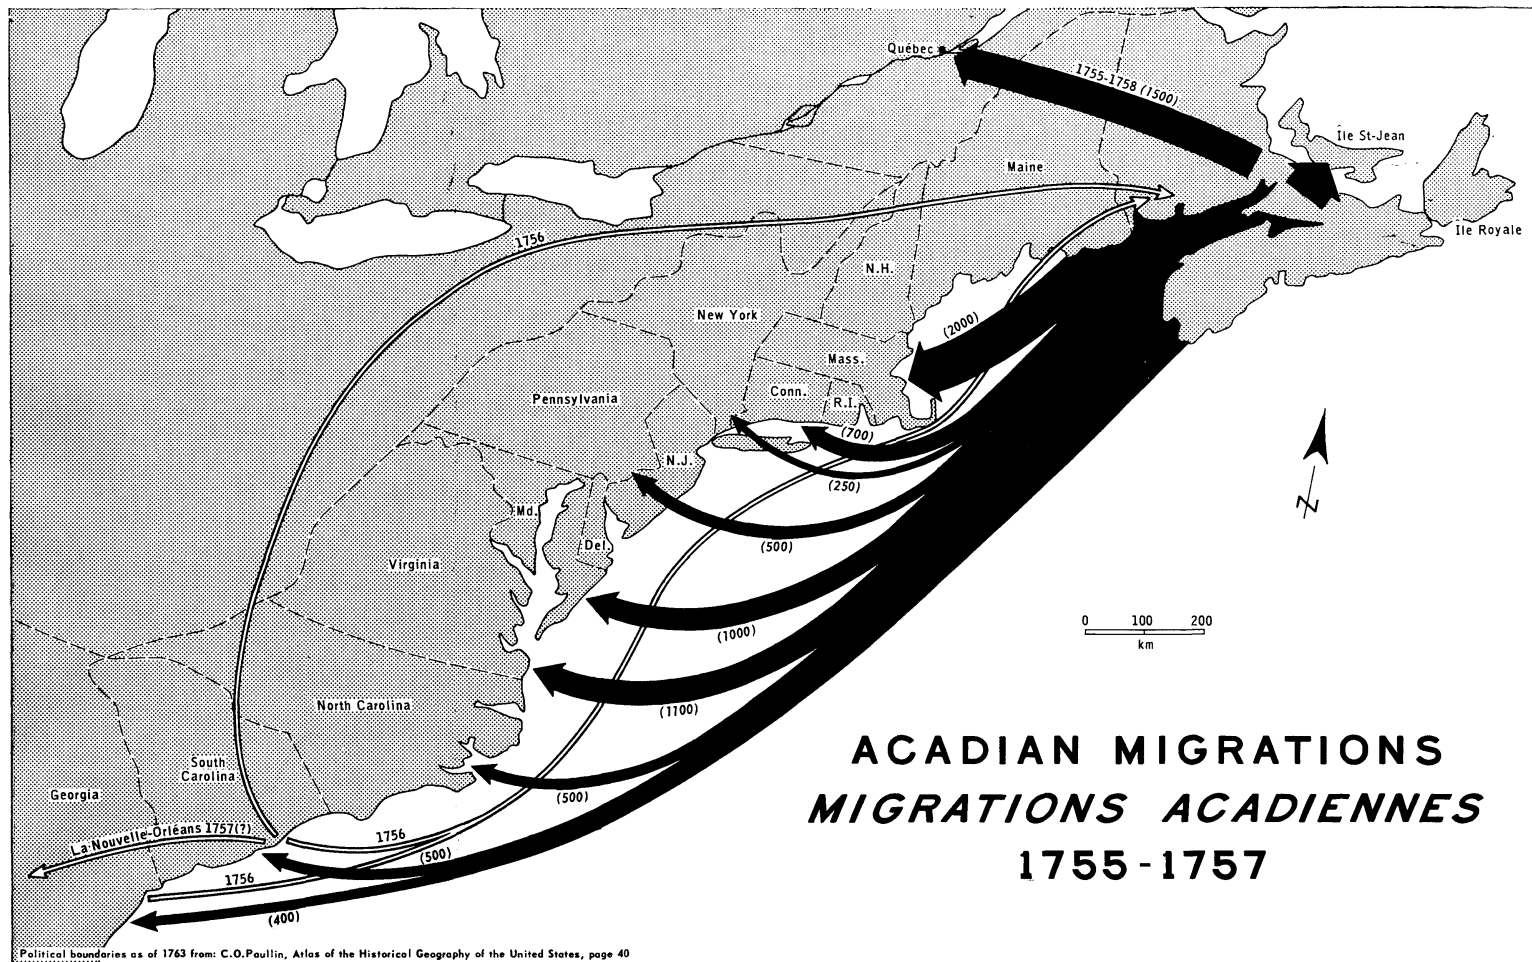 Québec
1755-1758 (1500)
Île St-Jean
Maine
Île Royale
1756
N.H.
New York
(2000)
Mass.
Conn.
R.I.
Pennsylvania
(700)
N.J.
(250)
Md.
(500)
Del.
Virginia
N
(1000)
0 100 200
km
North Carolina
(1100)
ACADIAN MIGRATIONS
MIGRATIONS ACADIENNES
1755-1757
South
Carolina
Georgia
(500)
La Nouvelle-Orléans 1757(?)
1756
(500)
1756
(400)
Political boundaries as of 1763 from: C.O.Paullin, Atlas of the Historical Geography of the United States, page 40